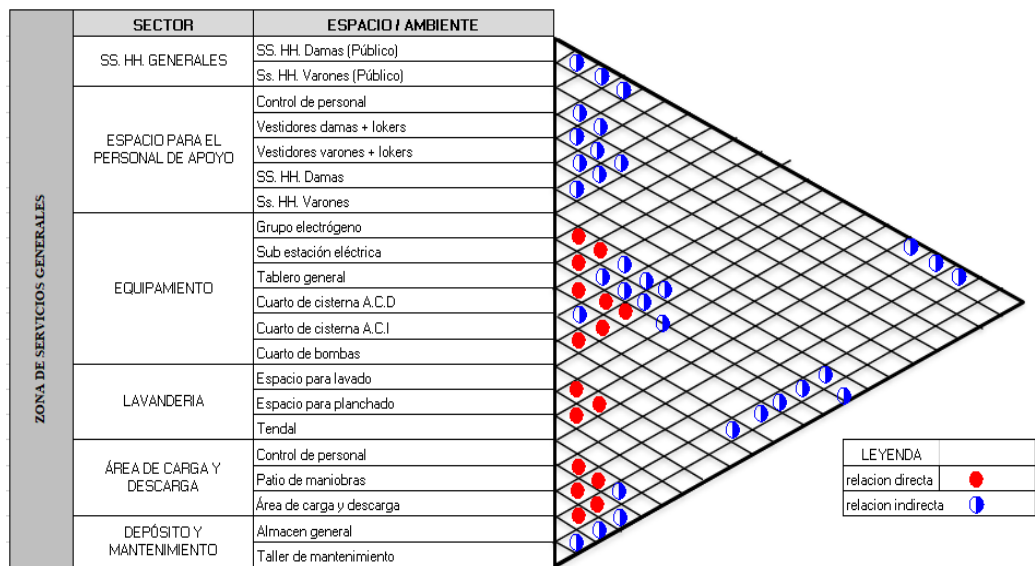 SECTOR
ESPACIO / AMBIENTE
ZONA DE SERVICIOS GENERALES
SS. HH. GENERALES
SS. HH. Damas (Público)
Ss. HH. Varones (Público)
ESPACIO PARA EL
PERSONAL DE APOYO
Control de personal
Vestidores damas + lokers
Vestidores varones + lokers
SS. HH. Damas
Ss. HH. Varones
EQUIPAMIENTO
Grupo electrógeno
Sub estación eléctrica
Tablero general
Cuarto de cisterna A.C.D
Cuarto de cisterna A.C.I
Cuarto de bombas
LAVANDERIA
Espacio para lavado
Espacio para planchado
Tendal
ÁREA DE CARGA Y
DESCARGA
Control de personal
Patio de maniobras
Área de carga y descarga
DEPÓSITO Y
MANTENIMIENTO
Almacen general
Taller de mantenimiento
LEYENDA
relacion directa
relacion indirecta